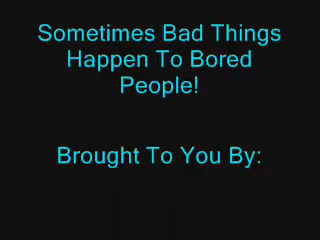 Sometimes Bad Things
Happen To Bored
People!
Brought To You By: